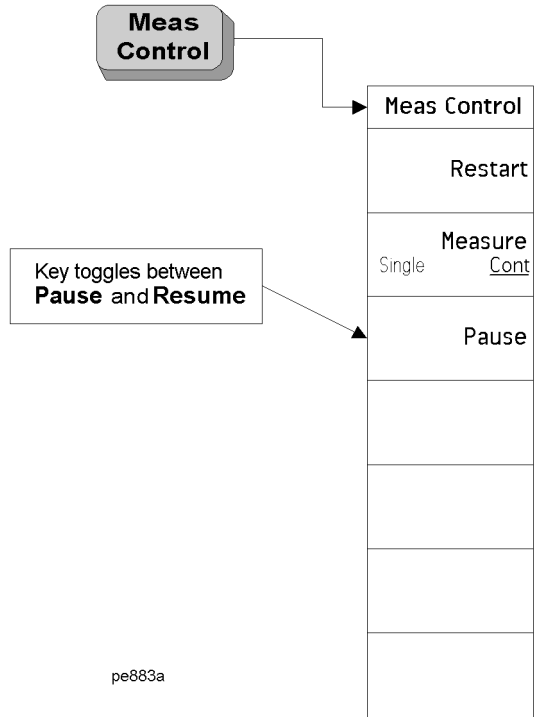 Meas
Control
Meas Control
Restart
Measure
Single Cont
Key toggles between
Pause and Resume
Pause
pe883a